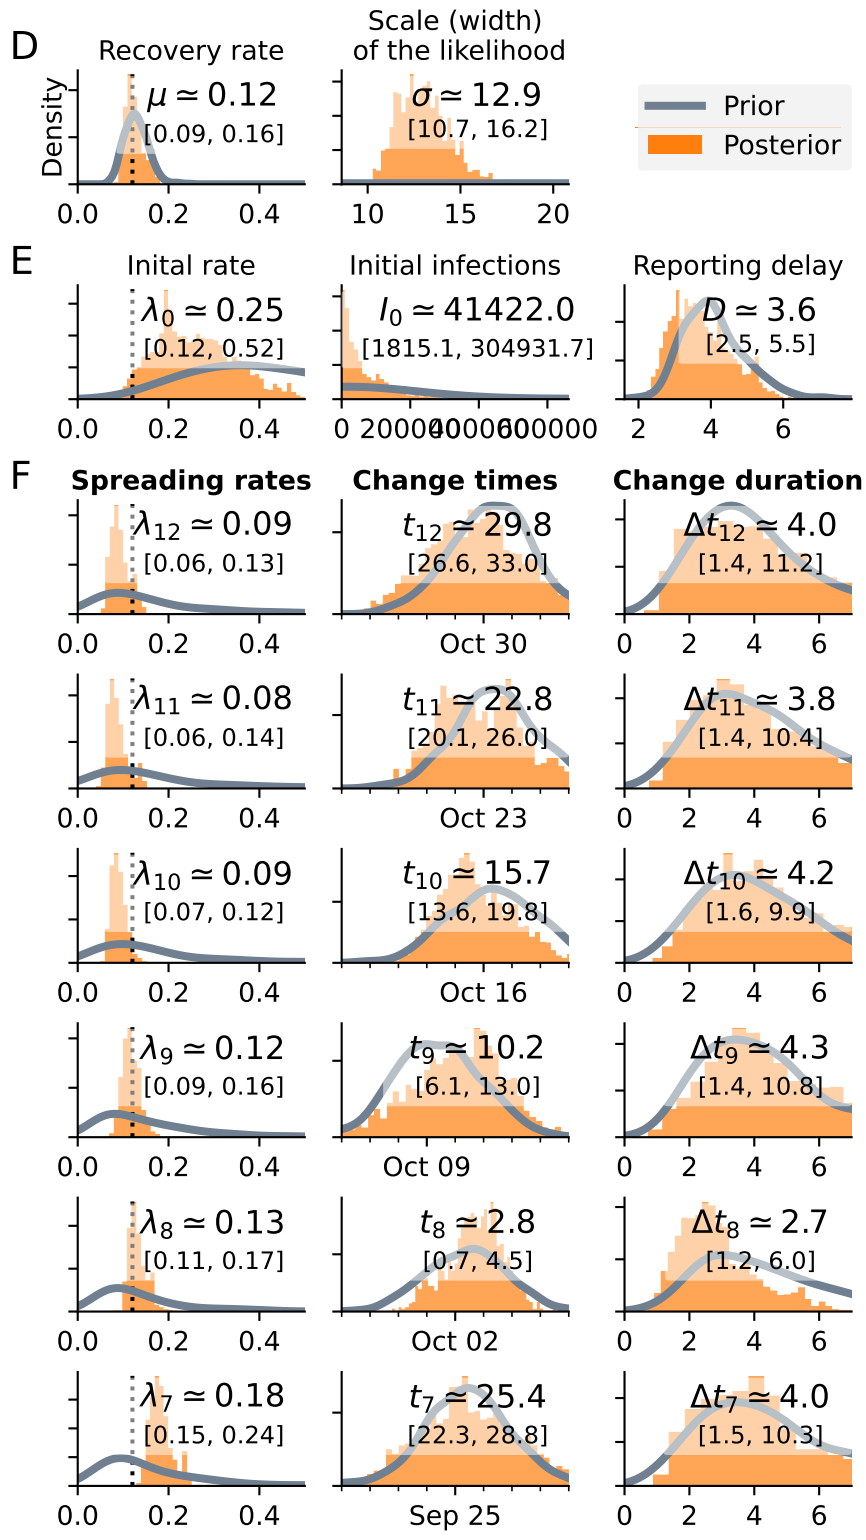 D
Recovery rate
Scale (width)
of the likelihood
Density
μ ≃ 0.12
[0.09, 0.16]
σ ≃ 12.9
[10.7, 16.2]
Prior
Posterior
0.0 0.2 0.4
10 15 20
E
Inital rate
Initial infections
Reporting delay
λ0 ≃ 0.25
[0.12, 0.52]
I0 ≃ 41422.0
[1815.1, 304931.7]
D ≃ 3.6
[2.5, 5.5]
0.0 0.2 0.4
0 200000 400000 600000
2 4 6
F
Spreading rates
Change times
Change duration
λ12 ≃ 0.09
[0.06, 0.13]
t12 ≃ 29.8
[26.6, 33.0]
Δt12 ≃ 4.0
[1.4, 11.2]
0.0 0.2 0.4
Oct 30
0 2 4 6
λ11 ≃ 0.08
[0.06, 0.14]
t11 ≃ 22.8
[20.1, 26.0]
Δt11 ≃ 3.8
[1.4, 10.4]
0.0 0.2 0.4
Oct 23
0 2 4 6
λ10 ≃ 0.09
[0.07, 0.12]
t10 ≃ 15.7
[13.6, 19.8]
Δt10 ≃ 4.2
[1.6, 9.9]
0.0 0.2 0.4
Oct 16
0 2 4 6
λ9 ≃ 0.12
[0.09, 0.16]
t9 ≃ 10.2
[6.1, 13.0]
Δt9 ≃ 4.3
[1.4, 10.8]
0.0 0.2 0.4
Oct 09
0 2 4 6
λ8 ≃ 0.13
[0.11, 0.17]
t8 ≃ 2.8
[0.7, 4.5]
Δt8 ≃ 2.7
[1.2, 6.0]
0.0 0.2 0.4
Oct 02
0 2 4 6
λ7 ≃ 0.18
[0.15, 0.24]
t7 ≃ 25.4
[22.3, 28.8]
Δt7 ≃ 4.0
[1.5, 10.3]
0.0 0.2 0.4
Sep 25
0 2 4 6